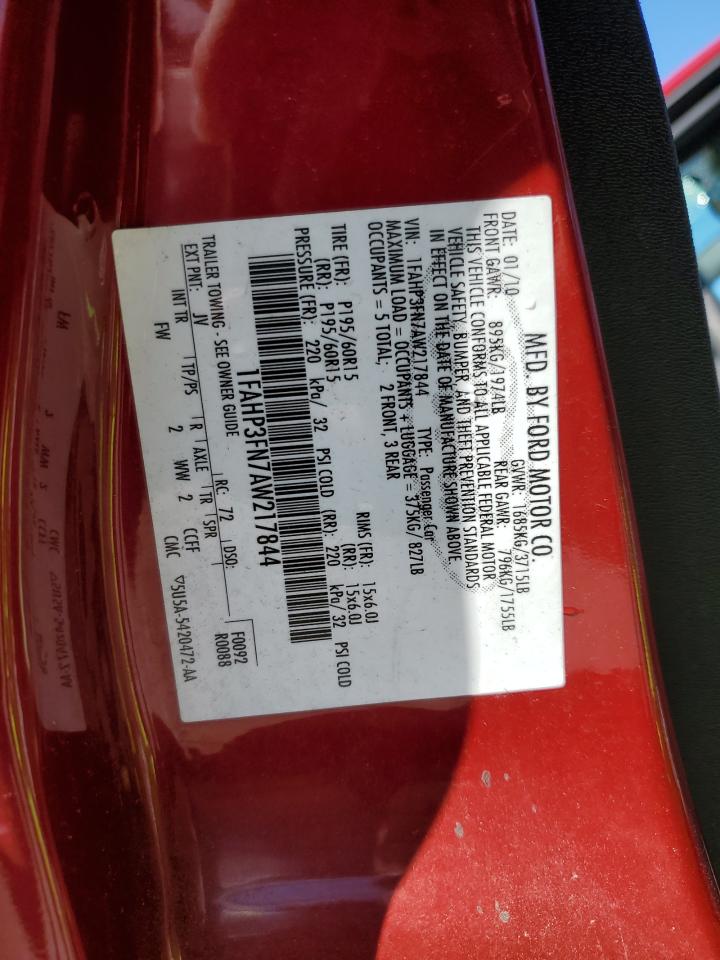 MFD. BY FORD MOTOR CO.
DATE: 01/10 GVWR: 1685KG/3715LB
FRONT GAWR: 895KG/1974LB REAR GAWR: 796KG/1755LB
THIS VEHICLE CONFORMS TO ALL APPLICABLE FEDERAL MOTOR
VEHICLE SAFETY, BUMPER, AND THEFT PREVENTION STANDARDS
IN EFFECT ON THE DATE OF MANUFACTURE SHOWN ABOVE.
VIN: 1FAHP3FN7AW217844 TYPE: Passenger Car
MAXIMUM LOAD = OCCUPANTS + LUGGAGE = 375KG/ 827LB
OCCUPANTS = 5 TOTAL, 2 FRONT, 3 REAR
RIMS (FR): 15x6.0J
TIRE (FR): P195/60R15 (RR): 15x6.0J
(RR): P195/60R15
PRESSURE (FR): 220 kPa/ 32 PSI COLD (RR): 220 kPa/ 32 PSI COLD
1FAHP3FN7AW217844
F0092
TRAILER TOWING - SEE OWNER GUIDE RC: 72 DSO: R0088
EXT PNT: JV
INT TR TP/PS R AXLE TR SPR
FW 2 WW 2 CCFF
CMC ▽5U5A-5420472-AA